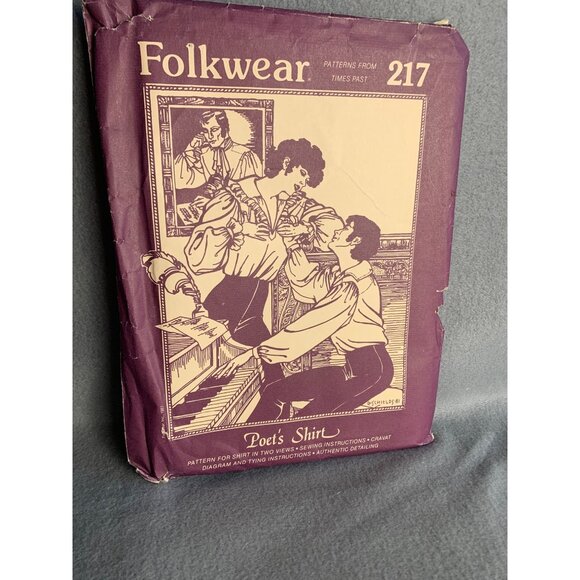 Folkwear
PATTERNS FROM
TIMES PAST
217
Poet's Shirt
PATTERN FOR SHIRT IN TWO VIEWS • SEWING INSTRUCTIONS • CRAVAT
DIAGRAM AND TYING INSTRUCTIONS • AUTHENTIC DETAILING